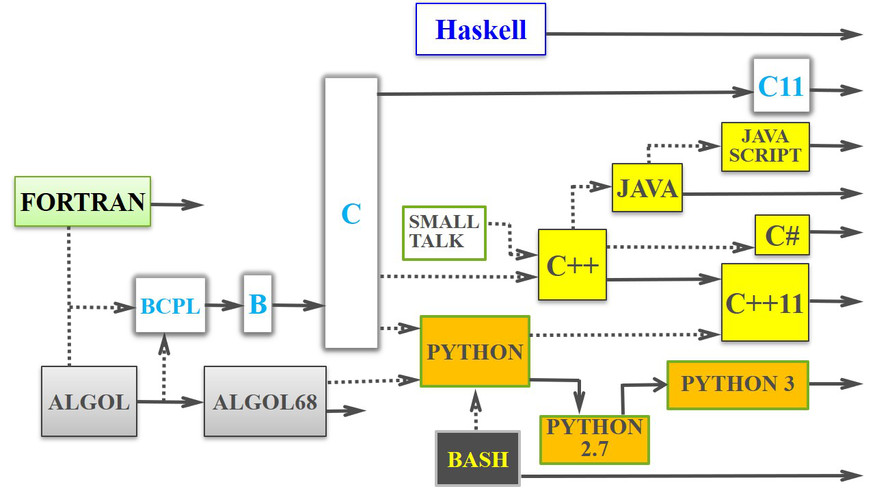 Haskell
C11
JAVA
SCRIPT
JAVA
FORTRAN
C
SMALL
TALK
C#
C++
BCPL
B
C++11
PYTHON
ALGOL
ALGOL68
PYTHON 3
PYTHON
2.7
BASH